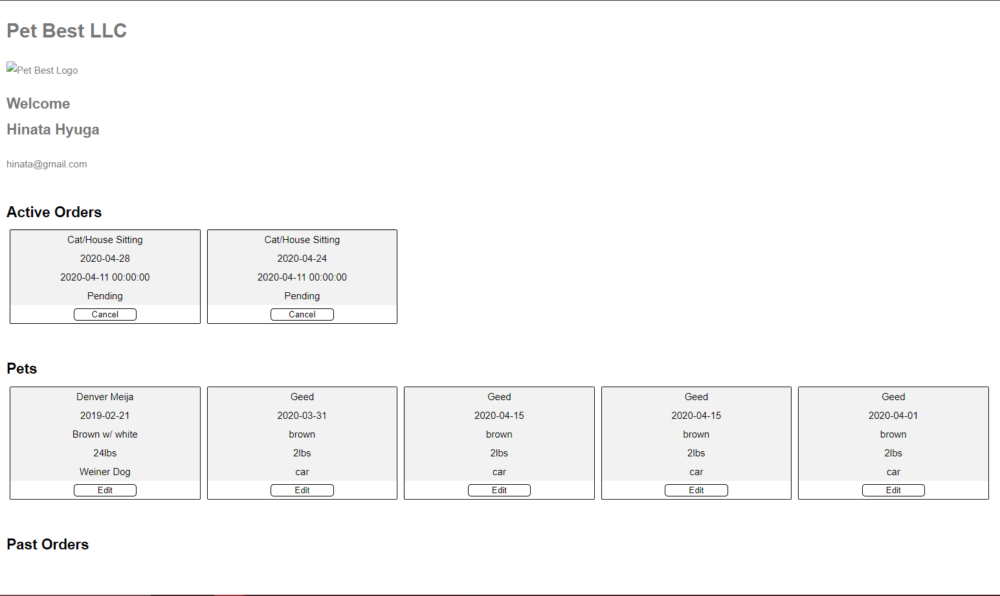 Pet Best LLC
Pet Best Logo
Welcome
Hinata Hyuga
hinata@gmail.com
Active Orders
Cat/House Sitting
2020-04-28
2020-04-11 00:00:00
Pending
Cancel
Cat/House Sitting
2020-04-24
2020-04-11 00:00:00
Pending
Cancel
Pets
Denver Meija
2019-02-21
Brown w/ white
24lbs
Weiner Dog
Edit
Geed
2020-03-31
brown
2lbs
car
Edit
Geed
2020-04-15
brown
2lbs
car
Edit
Geed
2020-04-15
brown
2lbs
car
Edit
Geed
2020-04-01
brown
2lbs
car
Edit
Past Orders